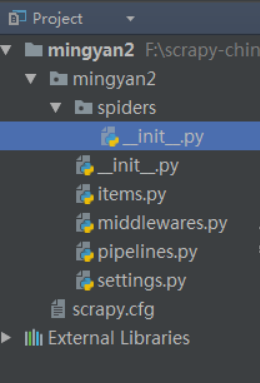 Project
mingyan2 F:\scrapy-chin
mingyan2
spiders
__init__.py
__init__.py
items.py
middlewares.py
pipelines.py
settings.py
scrapy.cfg
External Libraries